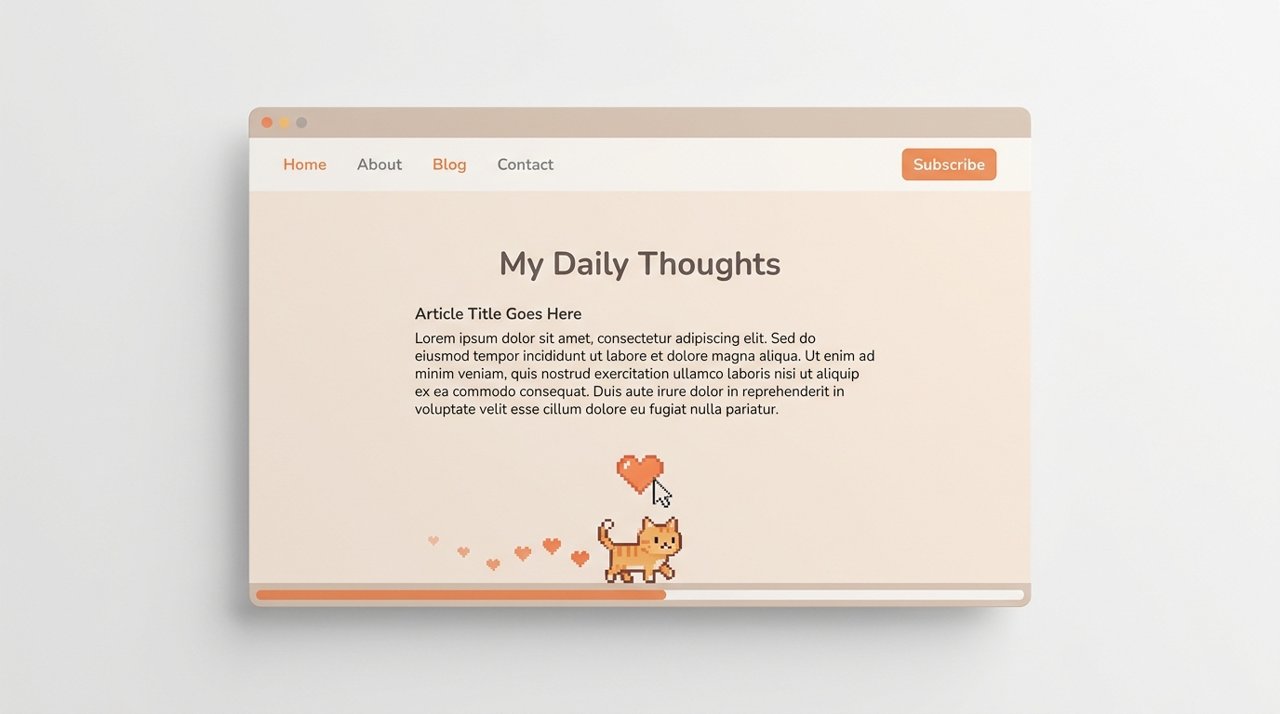 Home About Blog Contact Subscribe
My Daily Thoughts
Article Title Goes Here
Lorem ipsum dolor sit amet, consectetur adipiscing elit. Sed do
eiusmod tempor incididunt ut labore et dolore magna aliqua. Ut enim ad
minim veniam, quis nostrud exercitation ullamco laboris nisi ut aliquip
ex ea commodo consequat. Duis aute irure dolor in reprehenderit in
voluptate velit esse cillum dolore eu fugiat nulla pariatur.